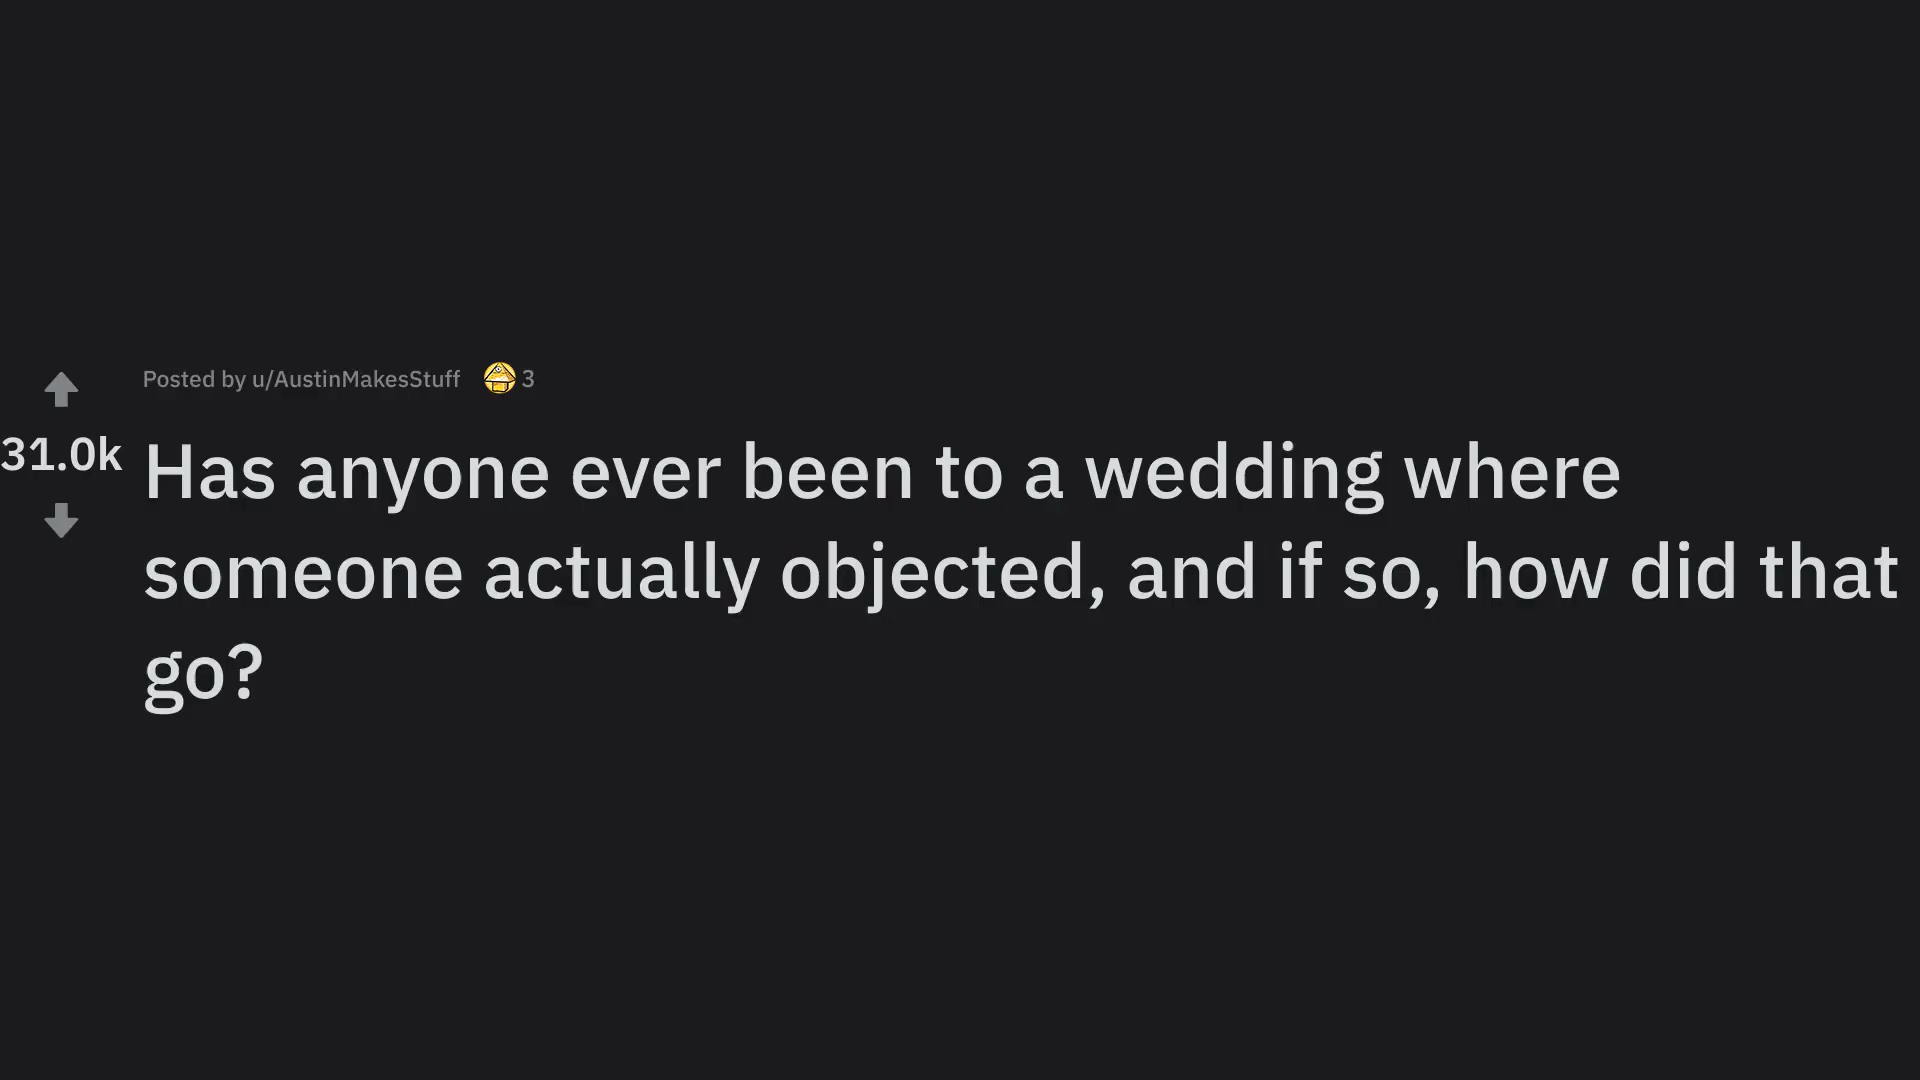 Posted by u/AustinMakesStuff 3
31.0k
Has anyone ever been to a wedding where
someone actually objected, and if so, how did that
go?